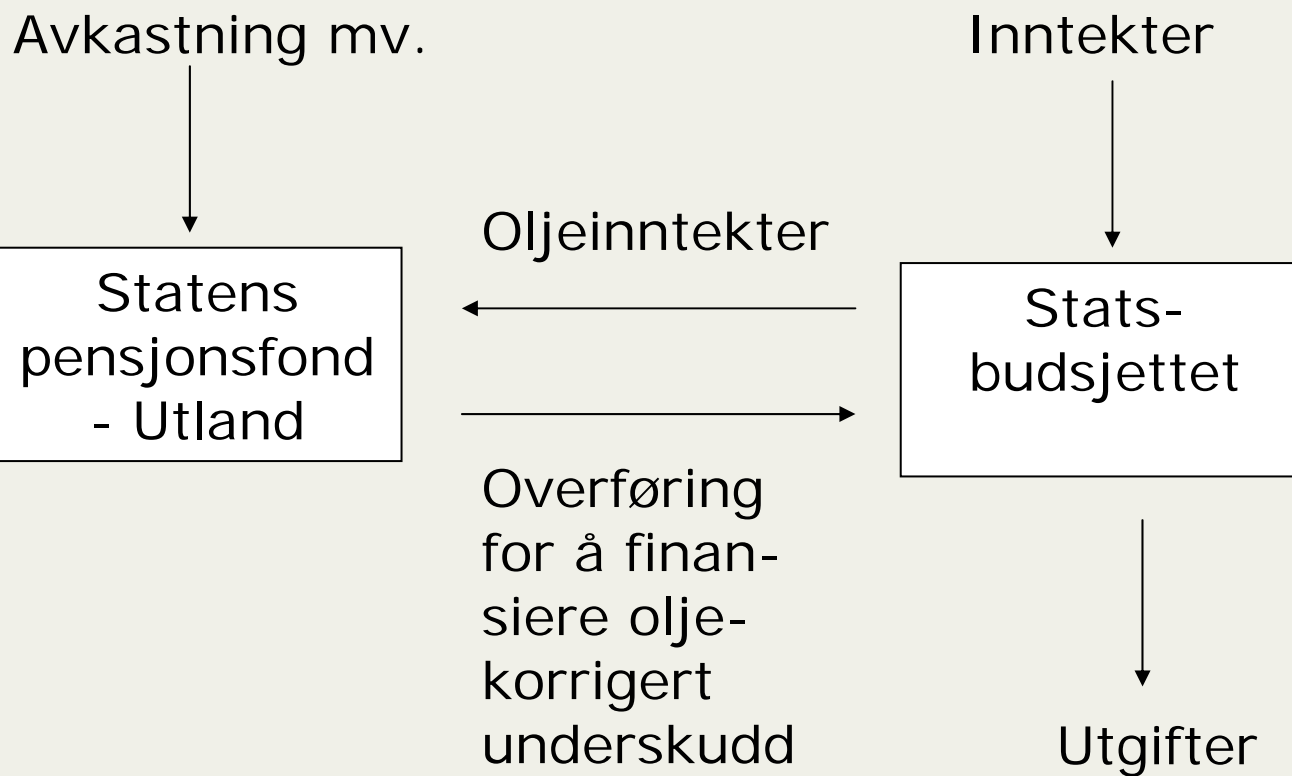 Avkastning mv.
Inntekter
Oljeinntekter
Statens
pensjonsfond
- Utland
Stats-
budsjettet
Overføring
for å finan-
siere olje-
korrigert
underskudd
Utgifter